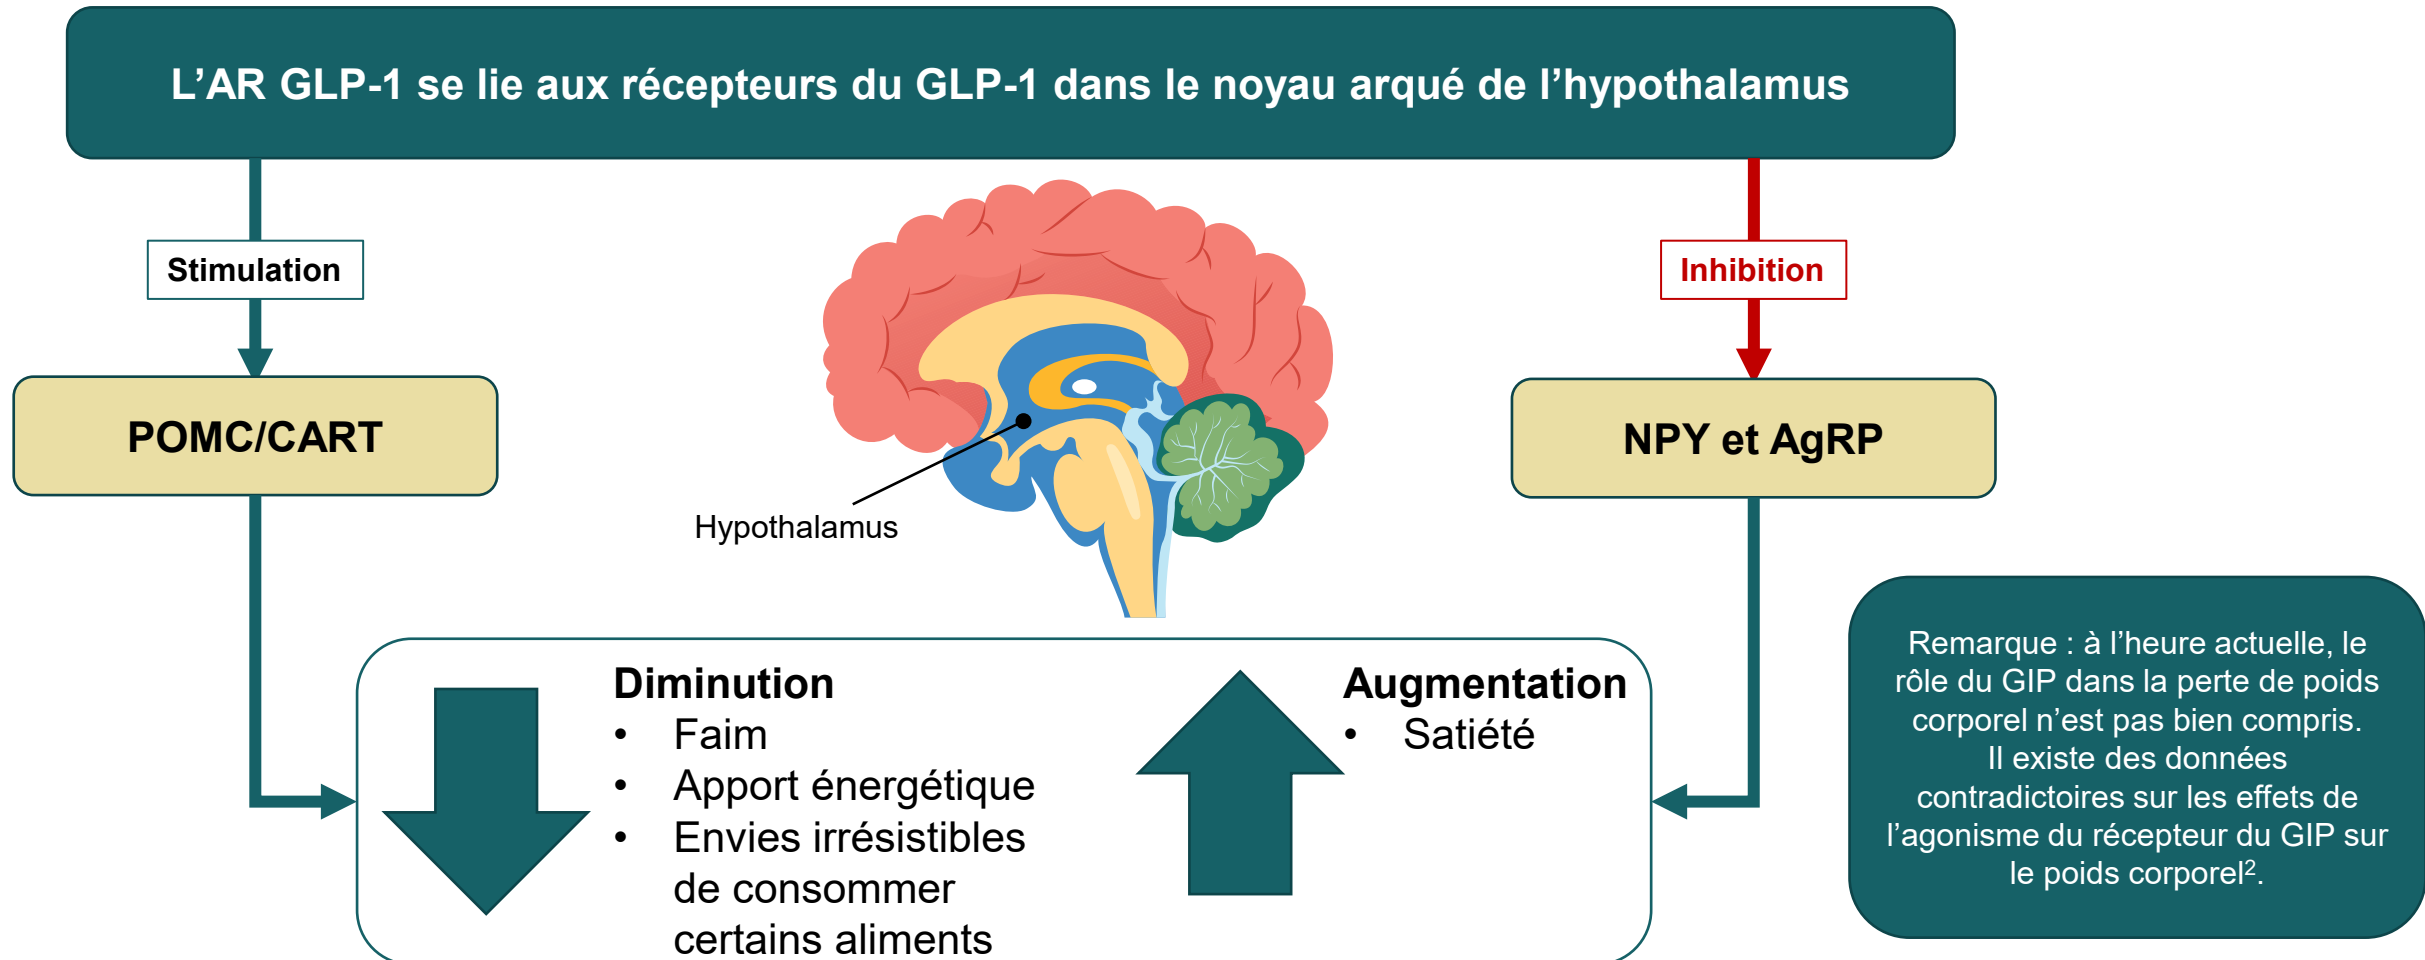 L’AR GLP-1 se lie aux récepteurs du GLP-1 dans le noyau arqué de l’hypothalamus
Stimulation
Inhibition
POMC/CART
NPY et AgRP
Hypothalamus
Diminution
• Faim
• Apport énergétique
• Envies irrésistibles
de consommer
certains aliments
Augmentation
• Satiété
Remarque : à l’heure actuelle, le
rôle du GIP dans la perte de poids
corporel n’est pas bien compris.
Il existe des données
contradictoires sur les effets de
l’agonisme du récepteur du GIP sur
le poids corporel².